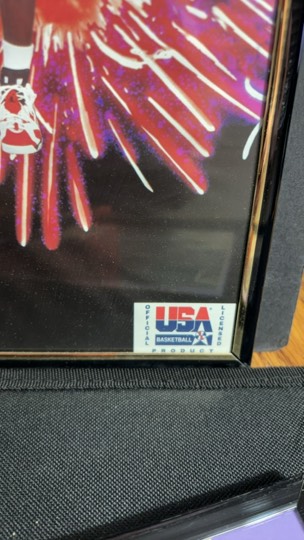 OFFICIAL
USA
BASKETBALL
LICENSED
PRODUCT